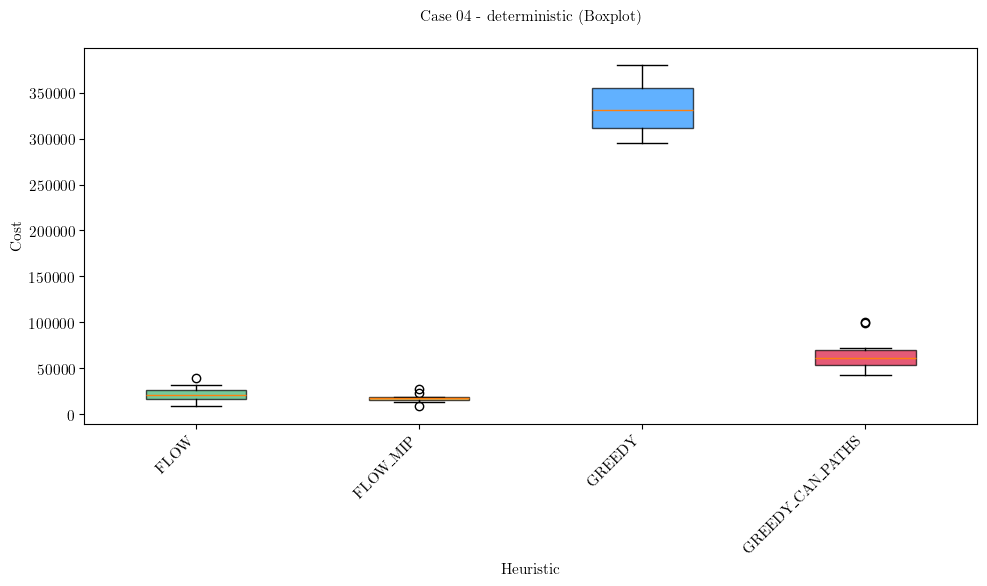 Case 04 - deterministic (Boxplot)
350000
300000
250000
200000
150000
100000
50000
0
Cost
FLOW
FLOW_MIP
GREEDY
GREEDY_CAN_PATHS
Heuristic